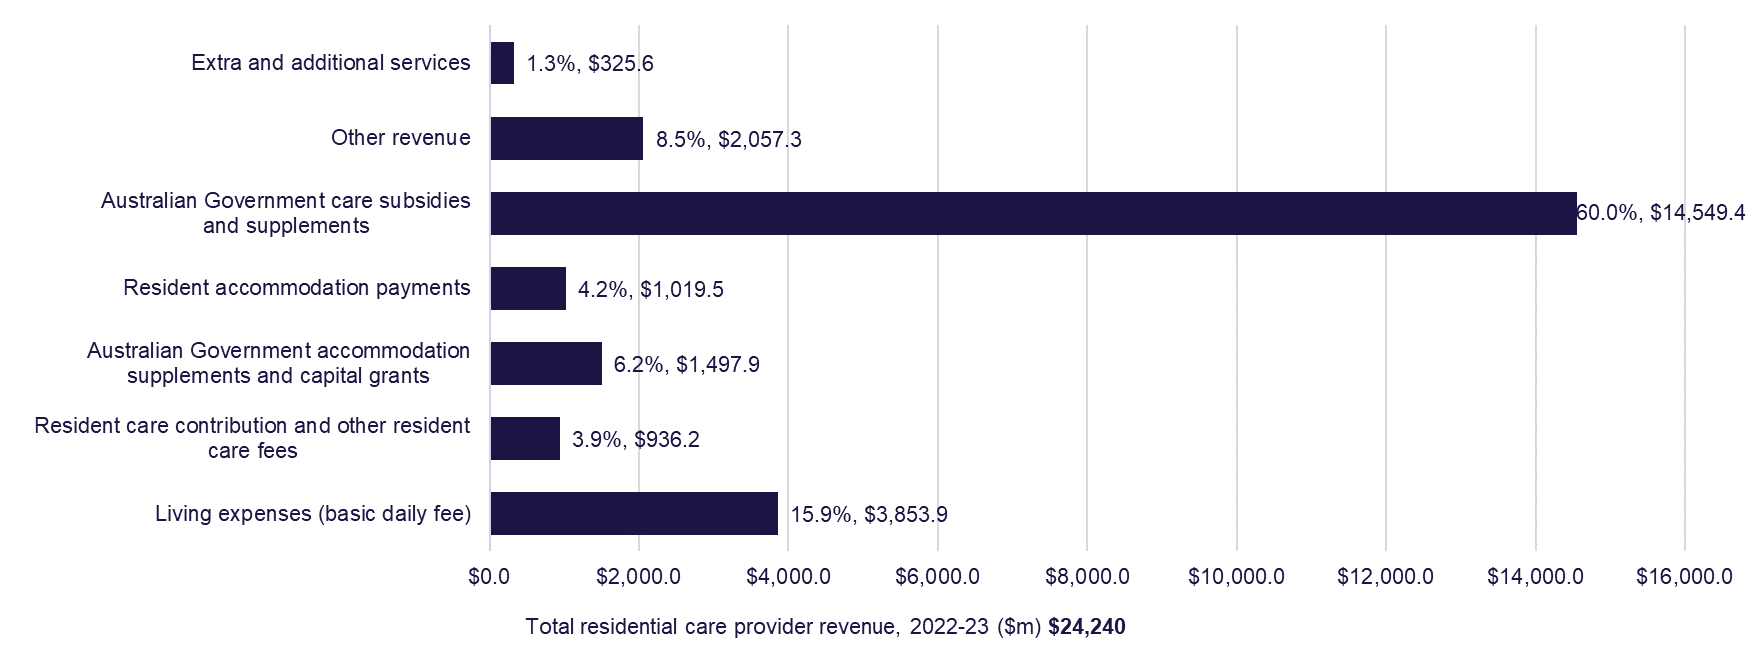 Extra and additional services
1.3%, $325.6
Other revenue
8.5%, $2,057.3
Australian Government care subsidies
and supplements
60.0%, $14,549.4
Resident accommodation payments
4.2%, $1,019.5
Australian Government accommodation
supplements and capital grants
6.2%, $1,497.9
Resident care contribution and other resident
care fees
3.9%, $936.2
Living expenses (basic daily fee)
15.9%, $3,853.9
$0.0 $2,000.0 $4,000.0 $6,000.0 $8,000.0 $10,000.0 $12,000.0 $14,000.0 $16,000.0
Total residential care provider revenue, 2022-23 ($m) $24,240